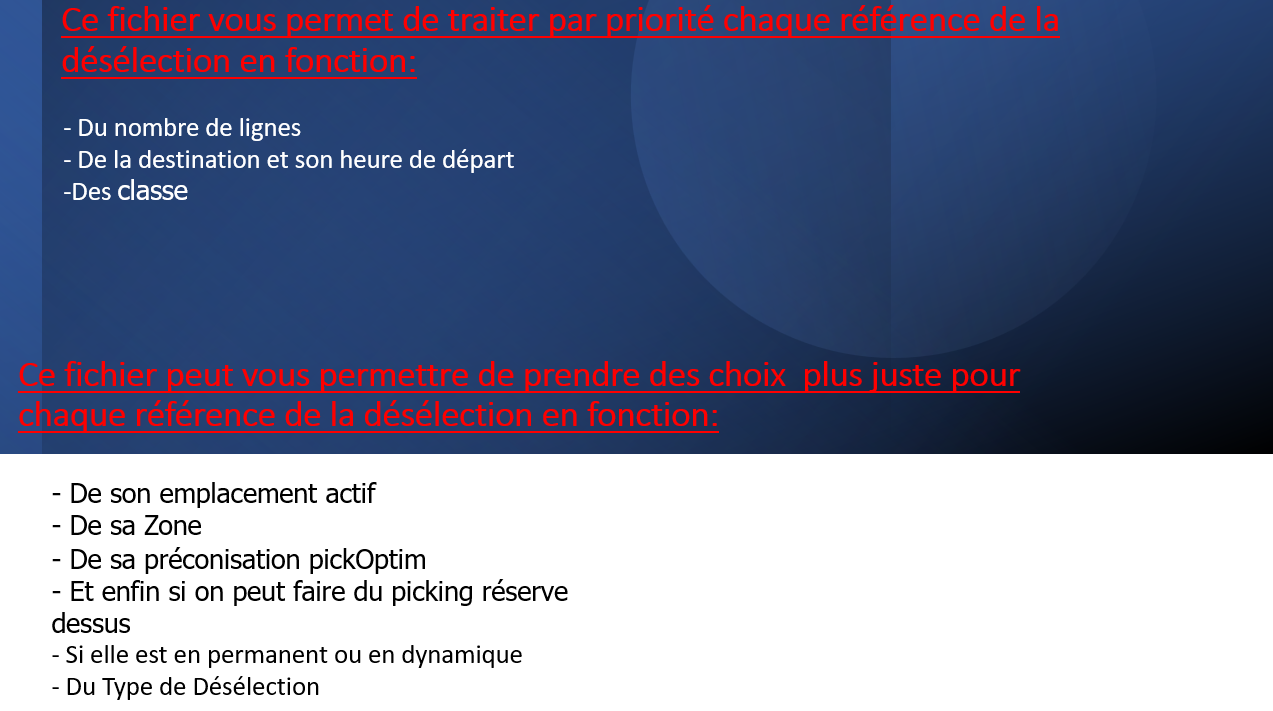 Ce fichier vous permet de traiter par priorité chaque référence de la
désélection en fonction:
- Du nombre de lignes
- De la destination et son heure de départ
-Des classe
Ce fichier peut vous permettre de prendre des choix  plus juste pour
chaque référence de la désélection en fonction:
- De son emplacement actif
- De sa Zone
- De sa préconisation pickOptim
- Et enfin si on peut faire du picking réserve
dessus
- Si elle est en permanent ou en dynamique
- Du Type de Désélection